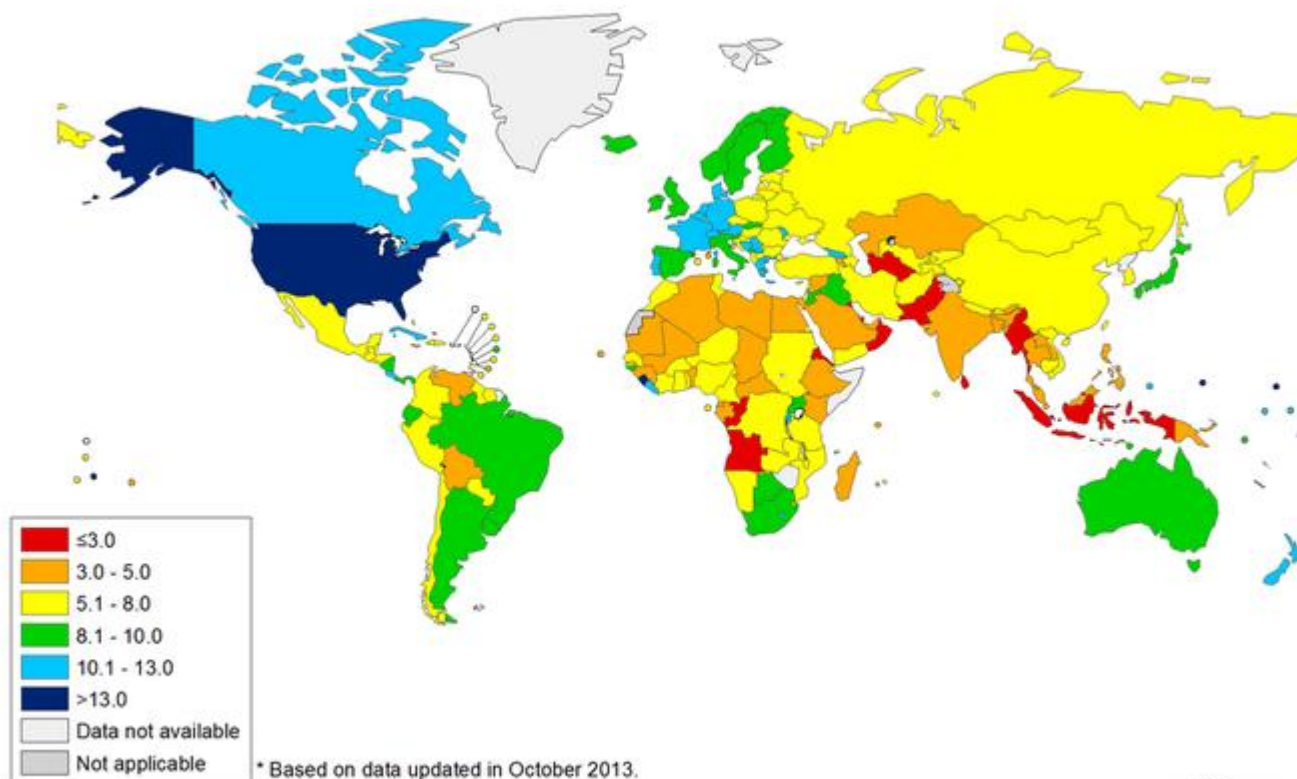 ≤3.0
3.0 - 5.0
5.1 - 8.0
8.1 - 10.0
10.1 - 13.0
>13.0
Data not available
Not applicable
* Based on data updated in October 2013.